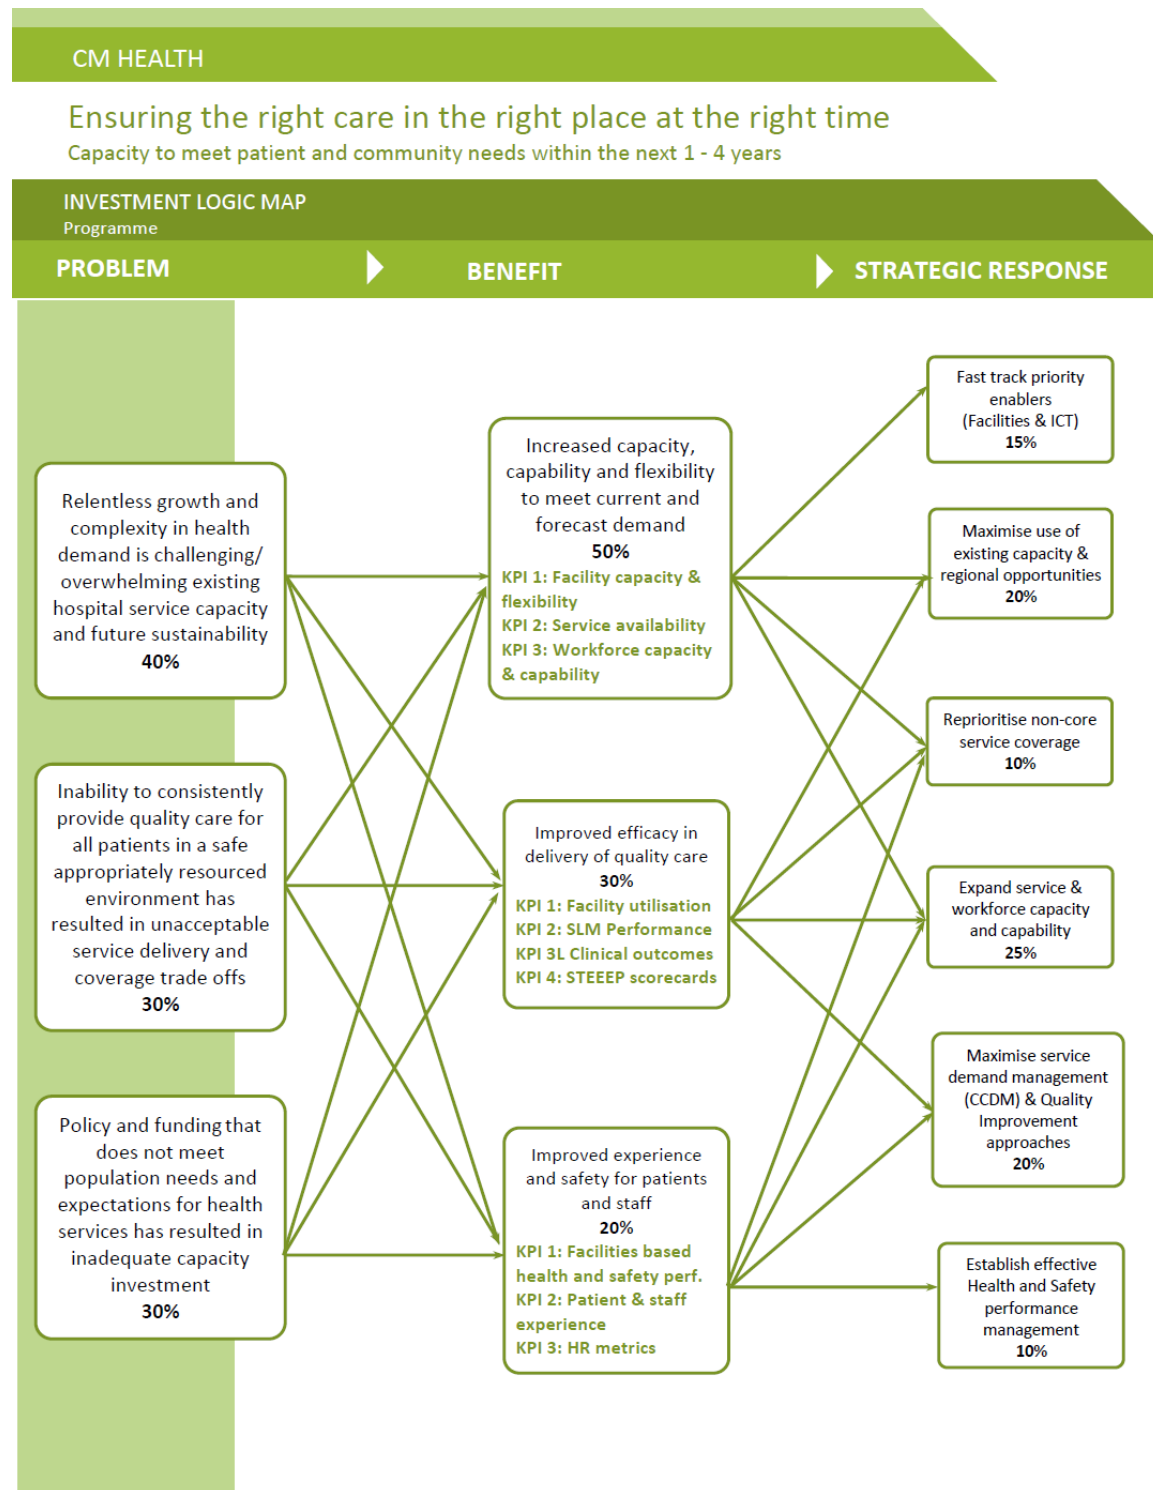 CM HEALTH
Ensuring the right care in the right place at the right time
Capacity to meet patient and community needs within the next 1 - 4 years
INVESTMENT LOGIC MAP
Programme
PROBLEM
BENEFIT
STRATEGIC RESPONSE
Relentless growth and
complexity in health
demand is challenging/
overwhelming existing
hospital service capacity
and future sustainability
40%
Inability to consistently
provide quality care for
all patients in a safe
appropriately resourced
environment has
resulted in unacceptable
service delivery and
coverage trade offs
30%
Policy and funding that
does not meet
population needs and
expectations for health
services has resulted in
inadequate capacity
investment
30%
Increased capacity,
capability and flexibility
to meet current and
forecast demand
50%
KPI 1: Facility capacity &
flexibility
KPI 2: Service availability
KPI 3: Workforce capacity
& capability
Improved efficacy in
delivery of quality care
30%
KPI 1: Facility utilisation
KPI 2: SLM Performance
KPI 3L Clinical outcomes
KPI 4: STEEEP scorecards
Improved experience
and safety for patients
and staff
20%
KPI 1: Facilities based
health and safety perf.
KPI 2: Patient & staff
experience
KPI 3: HR metrics
Fast track priority
enablers
(Facilities & ICT)
15%
Maximise use of
existing capacity &
regional opportunities
20%
Reprioritise non-core
service coverage
10%
Expand service &
workforce capacity
and capability
25%
Maximise service
demand management
(CCDM) & Quality
Improvement
approaches
20%
Establish effective
Health and Safety
performance
management
10%